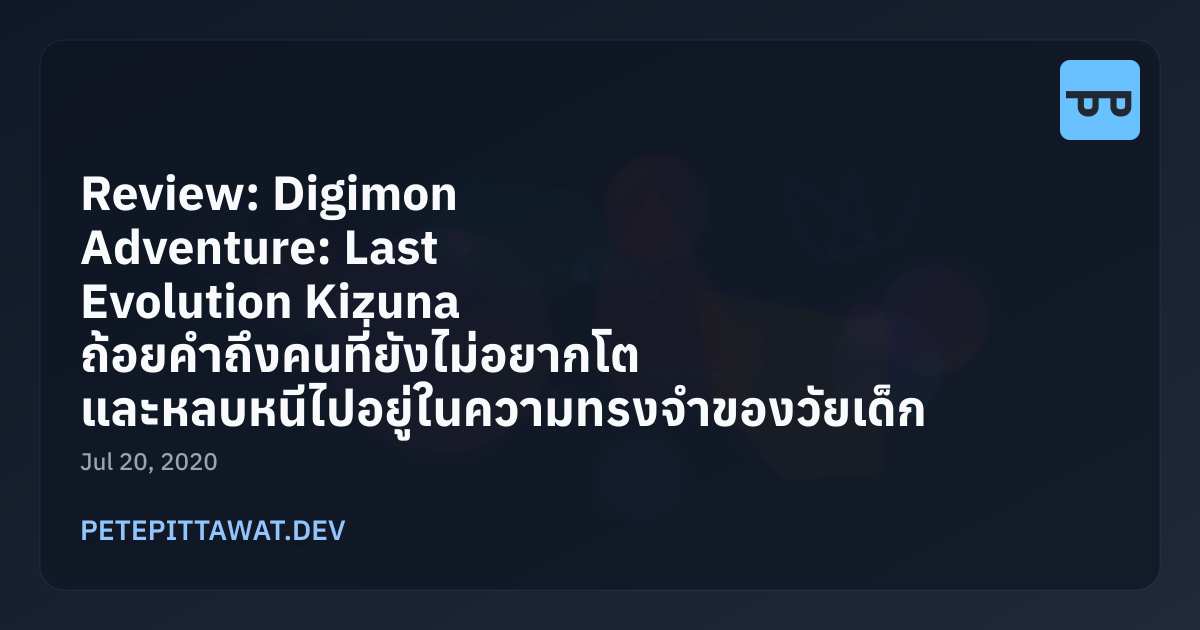 Review: Digimon
Adventure: Last
Evolution Kizuna
ถ้อยคำถึงคนที่ยังไม่อยากโต
และหลบหนีไปอยู่ในความทรงจำของวัยเด็ก
Jul 20, 2020
PETEPITTAWAT.DEV